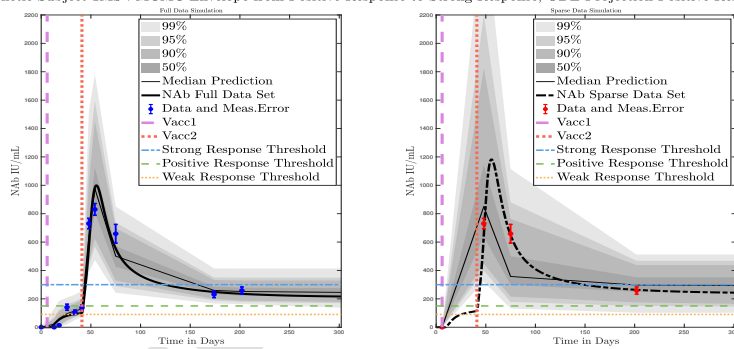 Full Data Simulation
2200
2000
1800
1600
1400
1200
1000
800
600
400
200
0
NAb IU/mL
99%
95%
90%
50%
Median Prediction
NAb Full Data Set
Data and Meas.Error
Vacc1
Vacc2
Strong Response Threshold
Positive Response Threshold
Weak Response Threshold
0
50
100
150
200
250
300
Time in Days
Sparse Data Simulation
2200
2000
1800
1600
1400
1200
1000
800
600
400
200
0
NAb IU/mL
99%
95%
90%
50%
Median Prediction
NAb Sparse Data Set
Data and Meas.Error
Vacc1
Vacc2
Strong Response Threshold
Positive Response Threshold
Weak Response Threshold
0
50
100
150
200
250
300
Time in Days